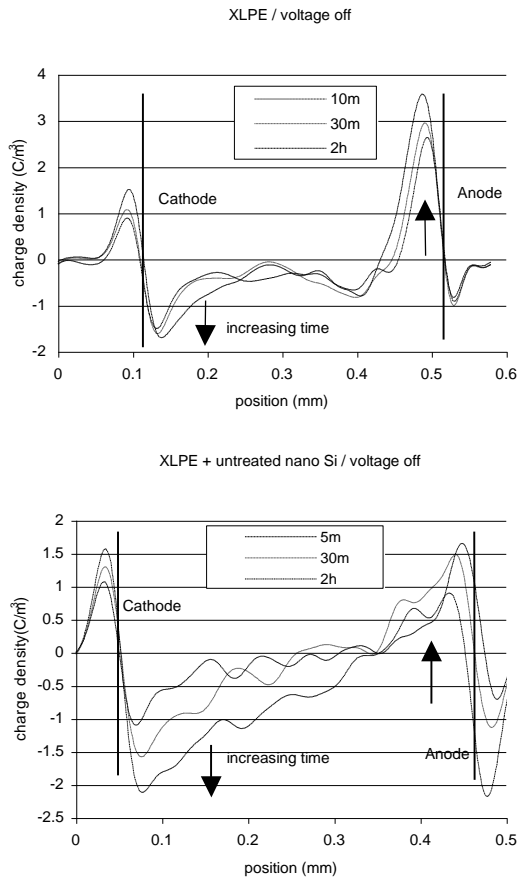 XLPE / voltage off
4
3
2
1
0
-1
-2
charge density (C/m³)
10m
30m
2h
Cathode
Anode
increasing time
0 0.1 0.2 0.3 0.4 0.5 0.6
position (mm)
XLPE + untreated nano Si / voltage off
2
1.5
1
0.5
0
-0.5
-1
-1.5
-2
-2.5
charge density(C/m³)
5m
30m
2h
Cathode
increasing time
Anode
0 0.1 0.2 0.3 0.4 0.5
position (mm)